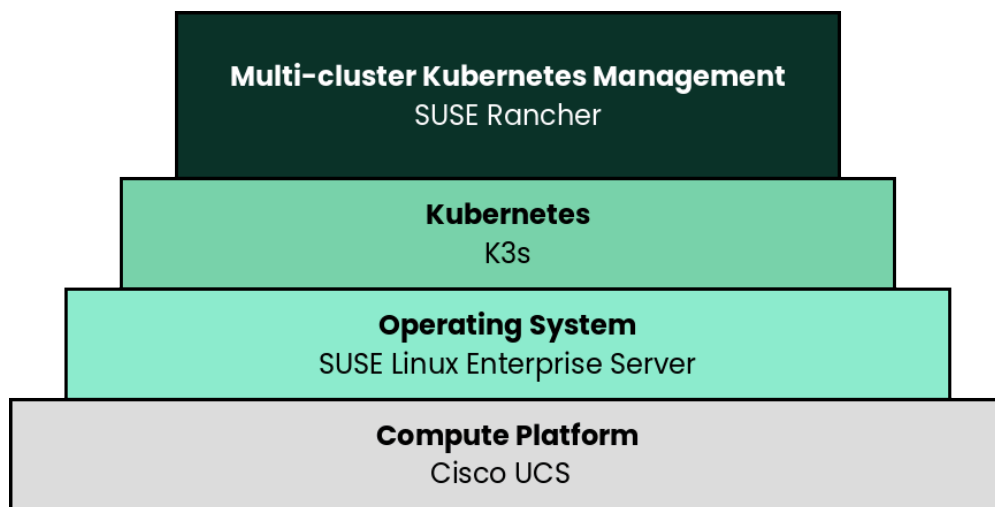 Multi-cluster Kubernetes Management
SUSE Rancher
Kubernetes
K3s
Operating System
SUSE Linux Enterprise Server
Compute Platform
Cisco UCS